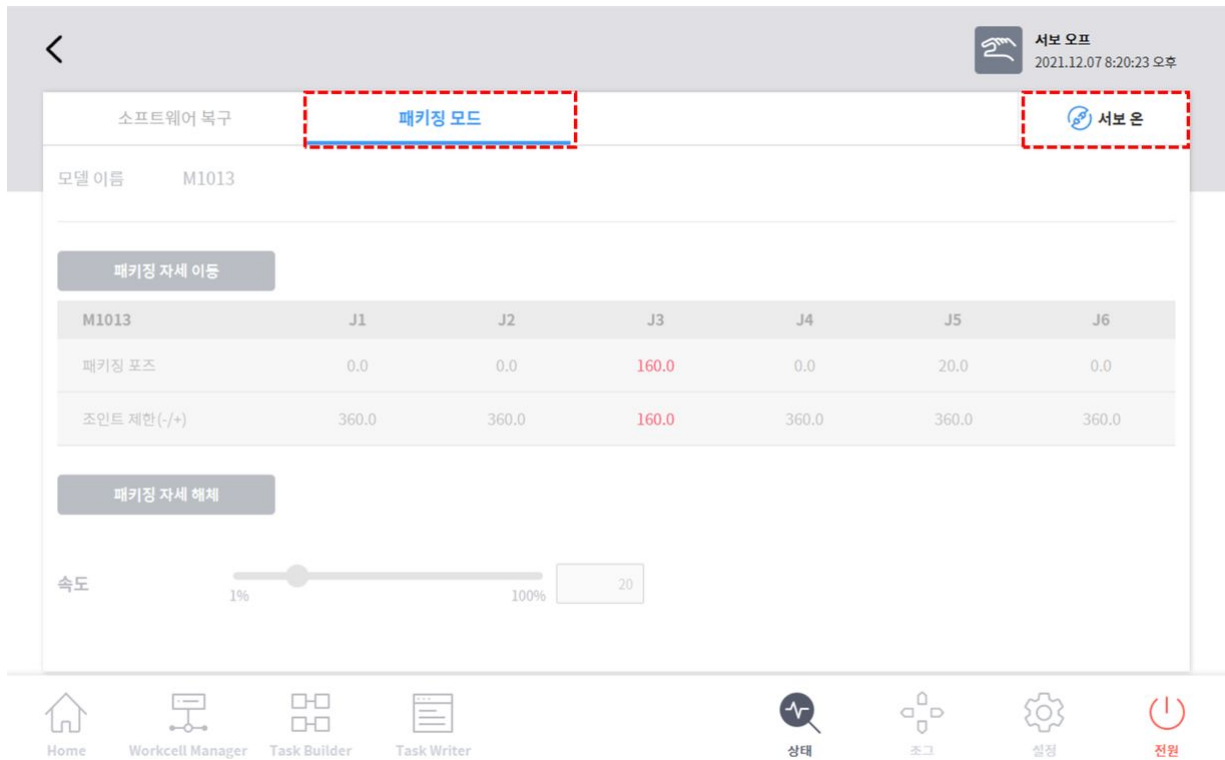 서보 오프
2021.12.07 8:20:23 오후
소프트웨어 복구 패키징 모드 서보 온
모델 이름 M1013
패키징 자세 이동
M1013 J1 J2 J3 J4 J5 J6
패키징 포즈 0.0 0.0 160.0 0.0 20.0 0.0
조인트 제한(-/+) 360.0 360.0 160.0 360.0 360.0 360.0
패키징 자세 해체
속도 1% 100% 20
Home Workcell Manager Task Builder Task Writer 상태 조그 설정 전원